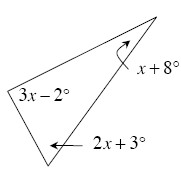 x + 8°
3x – 2°
2x + 3°